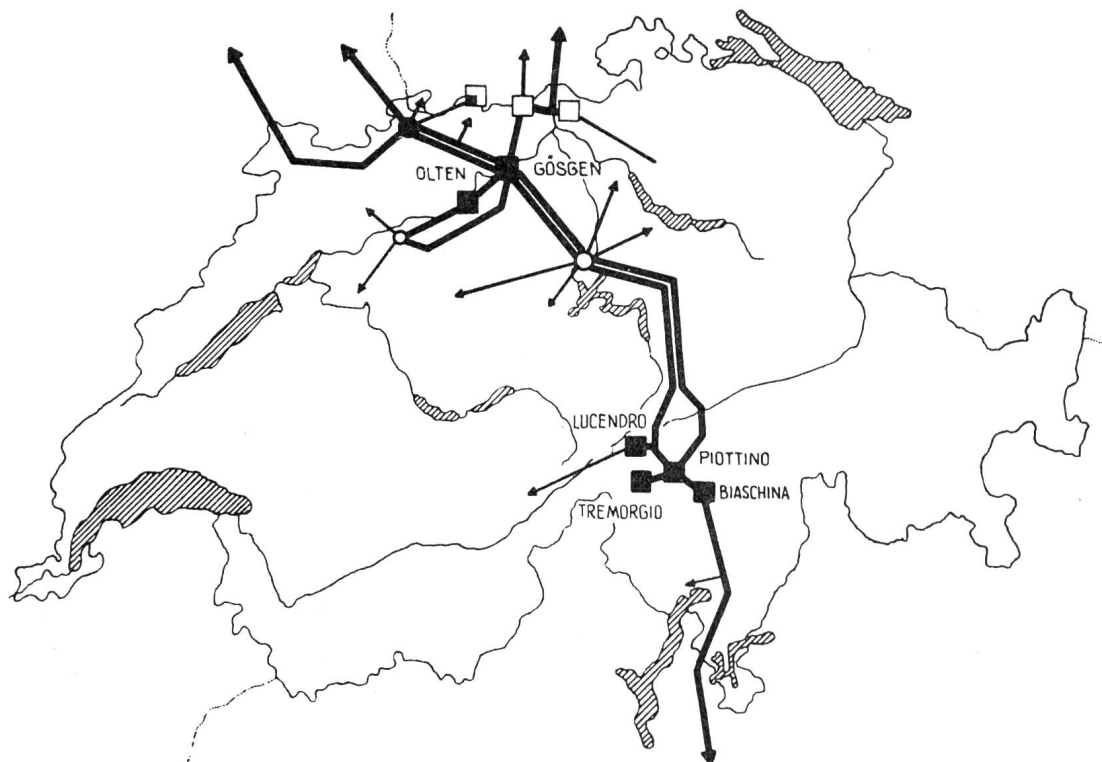 OLTEN
GÖSGEN
LUCENDRO
PIOTTINO
BIASCHINA
TREMORGIO